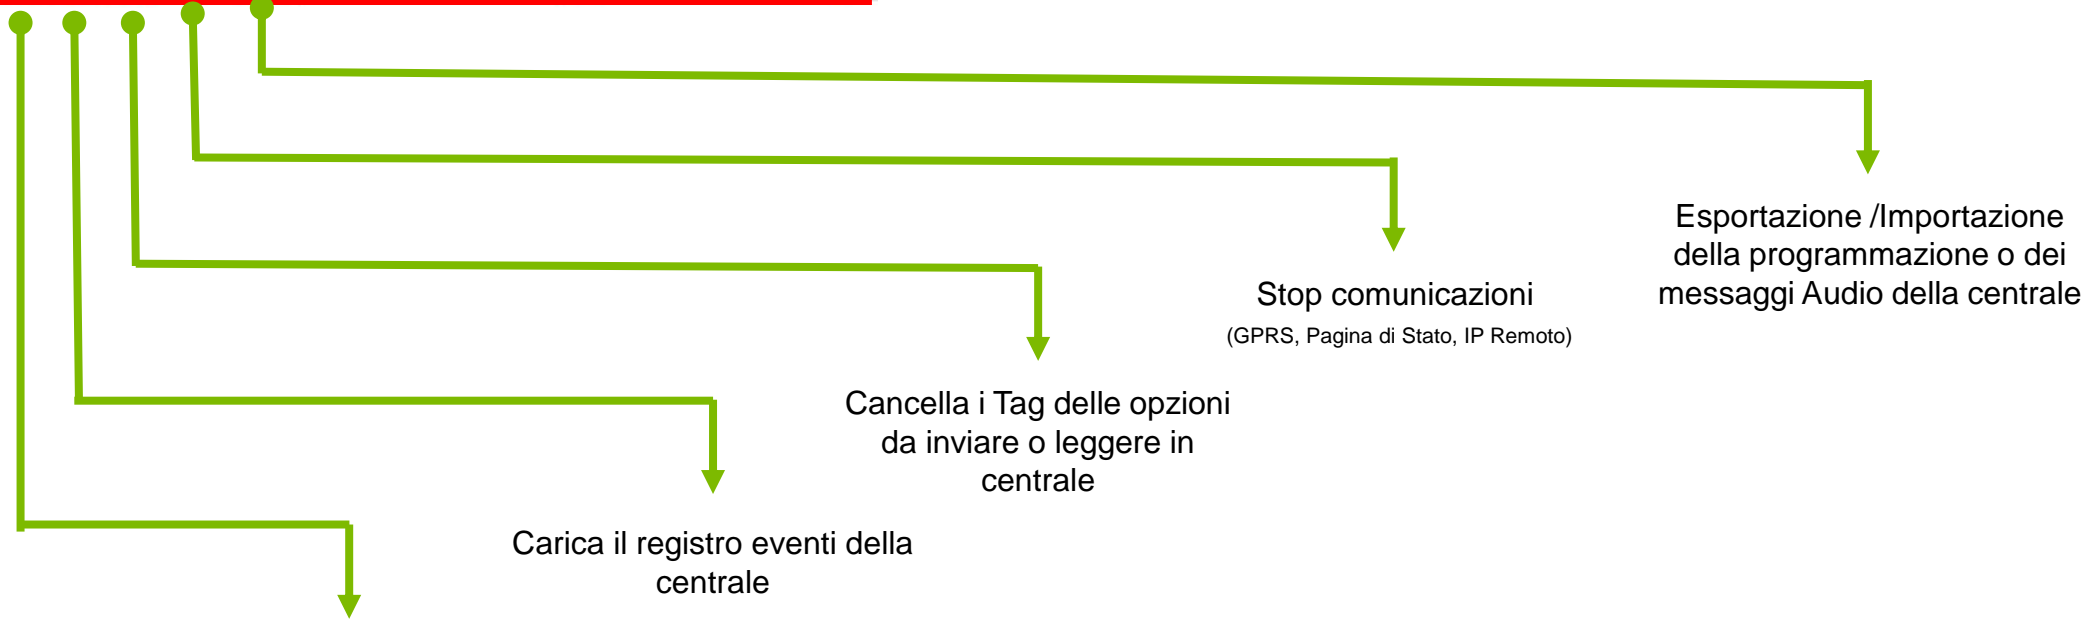 Esportazione /Importazione
della programmazione o dei
messaggi Audio della centrale
Stop comunicazioni
(GPRS, Pagina di Stato, IP Remoto)
Cancella i Tag delle opzioni
da inviare o leggere in
centrale
Carica il registro eventi della
centrale